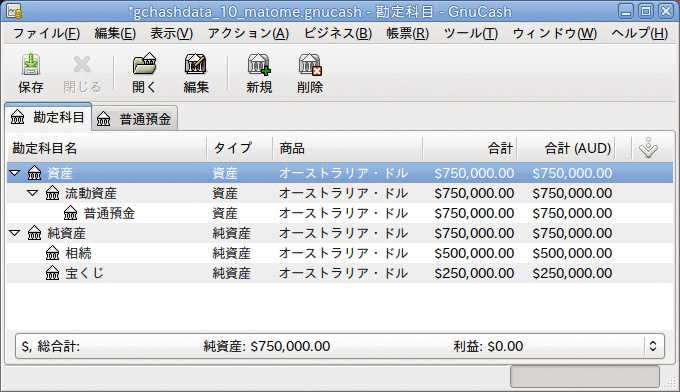 *gchashdata_10_matome.gnucash - 勘定科目 - GnuCash
ファイル(F) 編集(E) 表示(V) アクション(A) ビジネス(B) 帳票(R) ツール(T) ウィンドウ(W) ヘルプ(H)
保存 閉じる 開く 編集 新規 削除
勘定科目 普通預金
勘定科目名 タイプ 商品 合計 合計 (AUD)
資産 資産 オーストラリア・ドル $750,000.00 $750,000.00
流動資産 資産 オーストラリア・ドル $750,000.00 $750,000.00
普通預金 資産 オーストラリア・ドル $750,000.00 $750,000.00
純資産 純資産 オーストラリア・ドル $750,000.00 $750,000.00
相続 純資産 オーストラリア・ドル $500,000.00 $500,000.00
宝くじ 純資産 オーストラリア・ドル $250,000.00 $250,000.00
$, 総合計: 純資産: $750,000.00 利益: $0.00